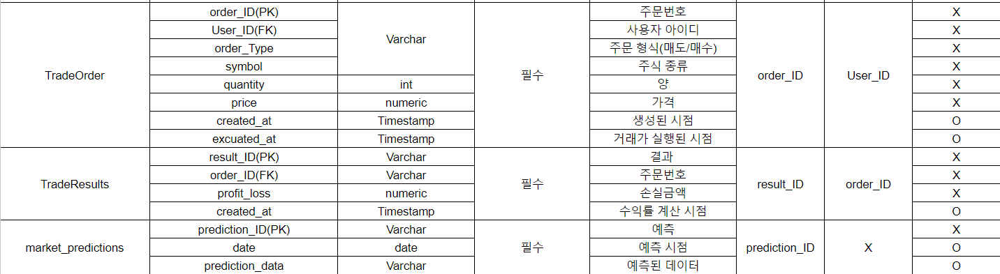 TradeOrder
order_ID(PK) Varchar 필수 주문번호 order_ID User_ID X
User_ID(FK) 사용자 아이디 X
order_Type 주문 형식(매도/매수) X
symbol 주식 종류 X
quantity int 양 X
price numeric 가격 X
created_at Timestamp 생성된 시점 O
excuated_at Timestamp 거래가 실행된 시점 O
TradeResults
result_ID(PK) Varchar 필수 결과 result_ID order_ID X
order_ID(FK) Varchar 주문번호 X
profit_loss numeric 손실금액 X
created_at Timestamp 수익률 계산 시점 O
market_predictions
prediction_ID(PK) Varchar 필수 예측 prediction_ID X X
date date 예측 시점 O
prediction_data Varchar 예측된 데이터 O